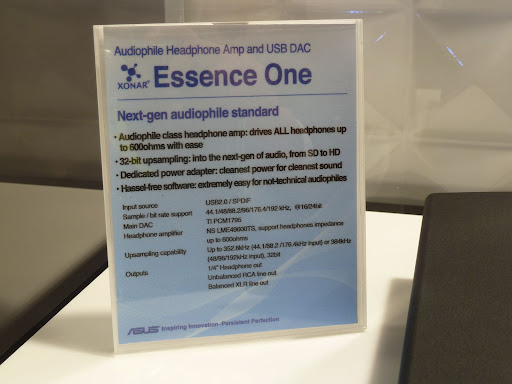 Audiophile Headphone Amp and USB DAC
XONAR Essence One
Next-gen audiophile standard
• Audiophile class headphone amp: drives ALL headphones up
to 600ohms with ease
• 32-bit upsampling: into the next-gen of audio, from SD to HD
• Dedicated power adapter: cleanest power for cleanest sound
• Hassel-free software: extremely easy for not-technical audiophiles
Input source USB2.0 / SPDIF
Sample / bit rate support 44.1/48/88.2/96/176.4/192 kHz, @16/24bit
Main DAC TI PCM1795
Headphone amplifier NS LME49600TS, support headphones impedance
up to 600ohms
Upsampling capability Up to 352.8kHz (44.1/88.2 /176.4kHz input) or 384kHz
(48/96/192kHz input), 32bit
Outputs 1/4" Headphone out
Unbalanced RCA line out
Balanced XLR line out
ASUS Inspiring Innovation • Persistent Perfection